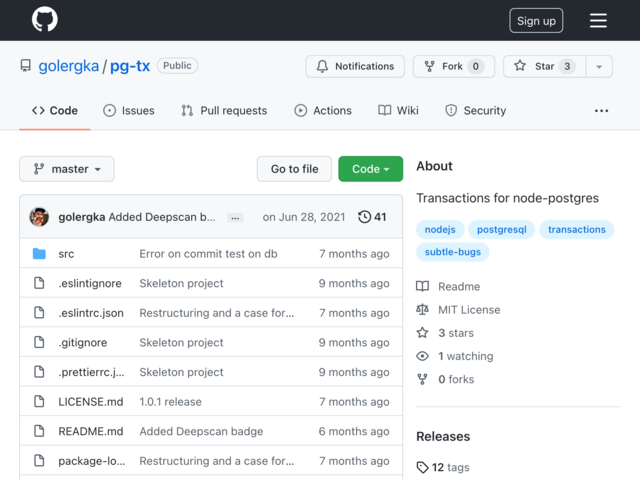 Sign up
golergka / pg-tx Public
Notifications Fork 0 Star 3
Code Issues Pull requests Actions Wiki Security ...
master Go to file Code
golergka Added Deepscan b... ... on Jun 28, 2021 41
src Error on commit test on db 7 months ago
.eslintignore Skeleton project 9 months ago
.eslintrc.json Restructuring and a case for... 7 months ago
.gitignore Skeleton project 9 months ago
.prettierrc.j... Skeleton project 9 months ago
LICENSE.md 1.0.1 release 7 months ago
README.md Added Deepscan badge 6 months ago
package-lo... Restructuring and a case for... 7 months ago
About
Transactions for node-postgres
nodejs postgresql transactions
subtle-bugs
Readme
MIT License
3 stars
1 watching
0 forks
Releases
12 tags